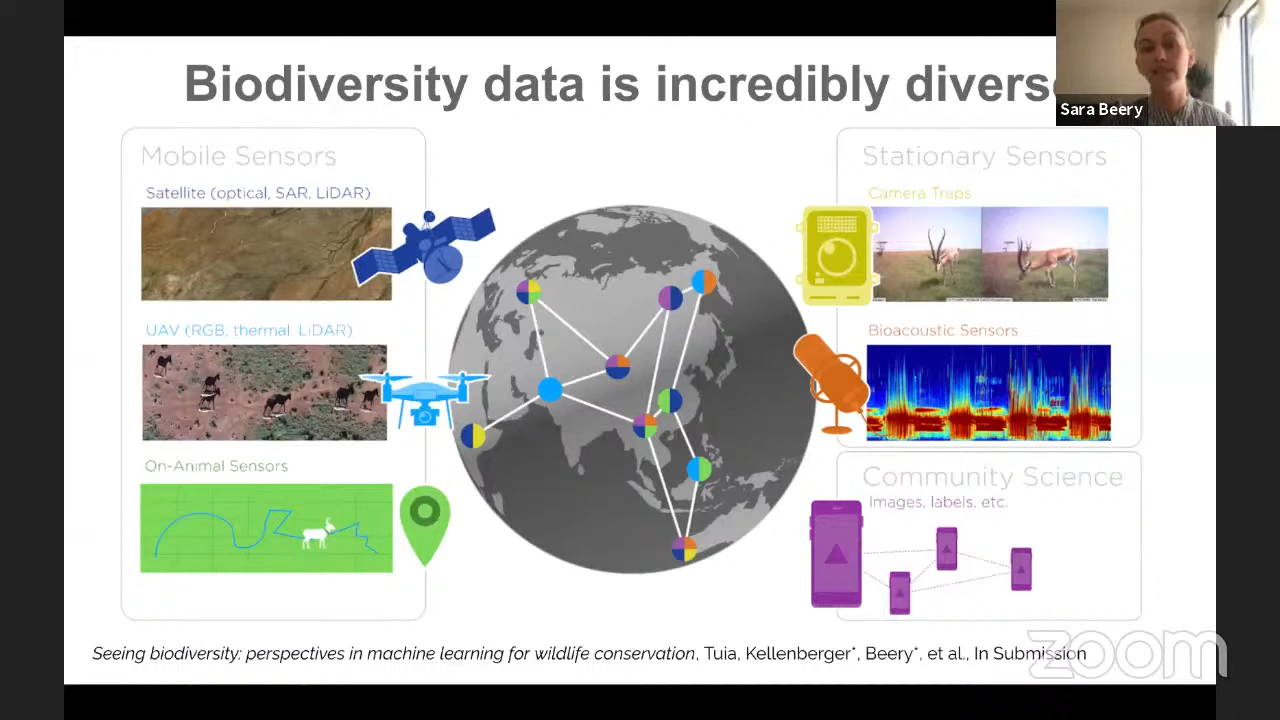 Biodiversity data is incredibly diverse
Sara Beery
Mobile Sensors
Satellite (optical, SAR, LiDAR)
UAV (RGB, thermal, LiDAR)
On-Animal Sensors
Stationary Sensors
Camera Traps
Bioacoustic Sensors
Community Science
Images, labels, etc.
Seeing biodiversity: perspectives in machine learning for wildlife conservation, Tuia, Kellenberger*, Beery*, et al., In Submission
zoom